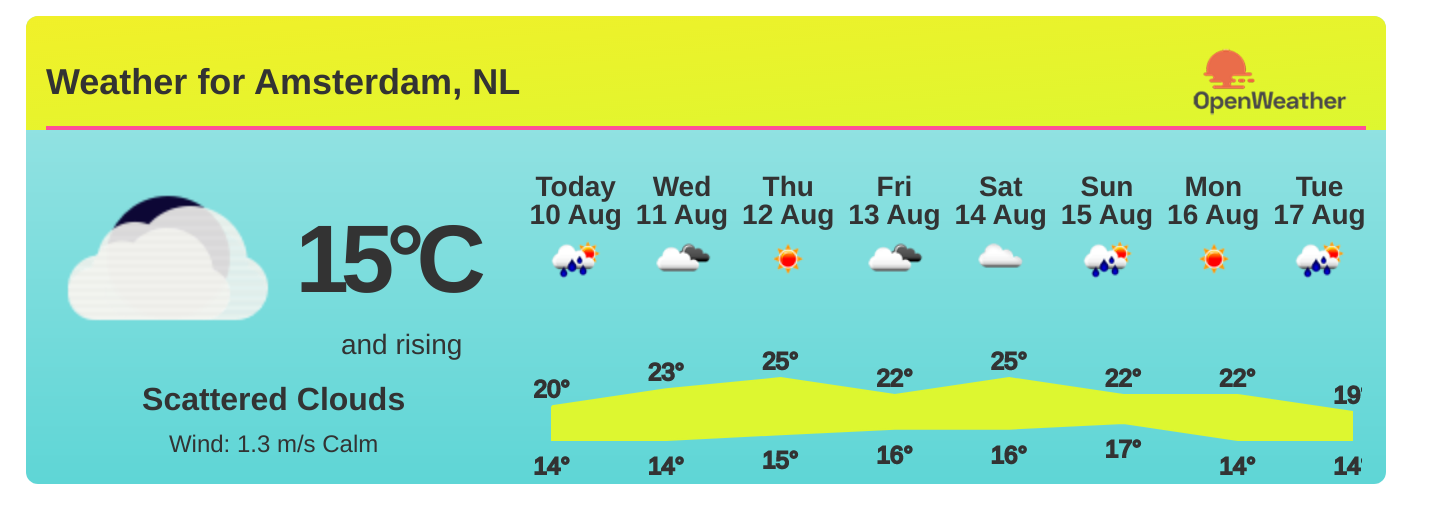 Weather for Amsterdam, NL
OpenWeather
15°C
and rising
Scattered Clouds
Wind: 1.3 m/s Calm
Today Wed Thu Fri Sat Sun Mon Tue
10 Aug 11 Aug 12 Aug 13 Aug 14 Aug 15 Aug 16 Aug 17 Aug
20° 23° 25° 22° 25° 22° 22° 19°
14° 14° 15° 16° 16° 17° 14° 14°